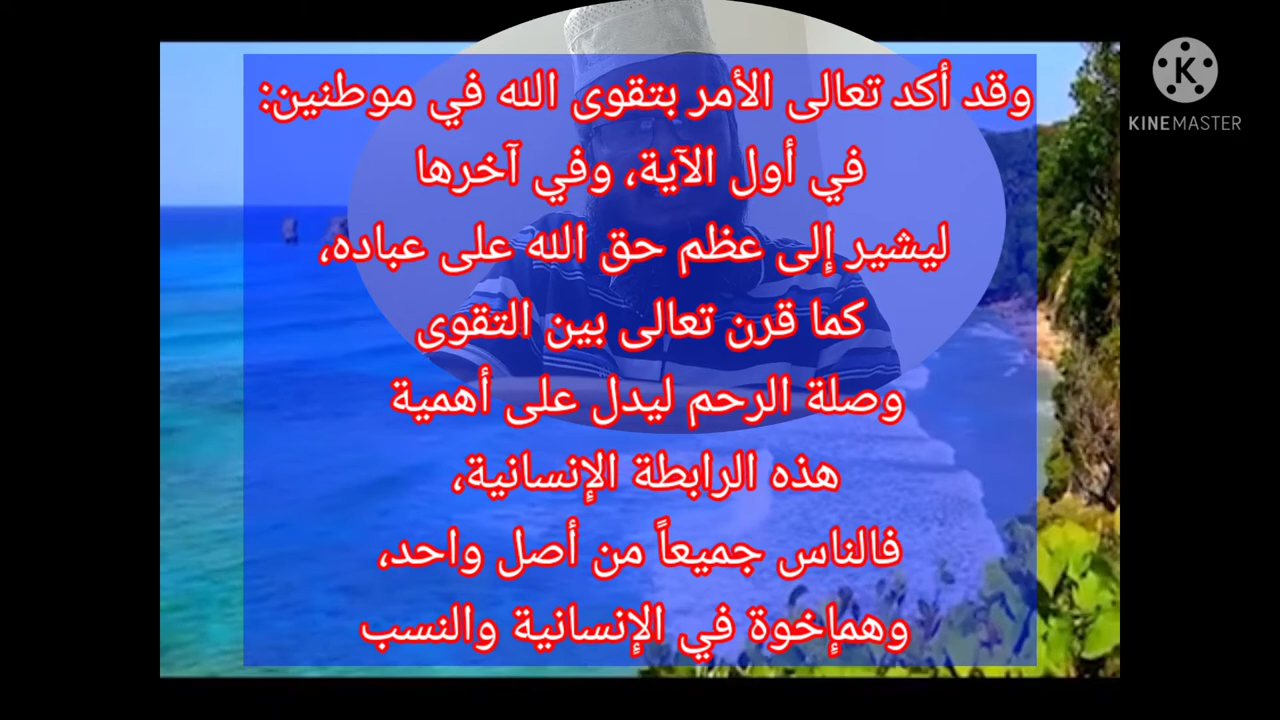 وقد أكد تعالى الأمر بتقوى الله في موطنين:
في أول الآية، وفي آخرها
ليشير إلى عظم حق الله على عباده،
كما قرن تعالى بين التقوى
وصلة الرحم ليدل على أهمية
هذه الرابطة الإنسانية،
فالناس جميعاً من أصل واحد،
وهمإخوة في الإنسانية والنسب
K
KINEMASTER